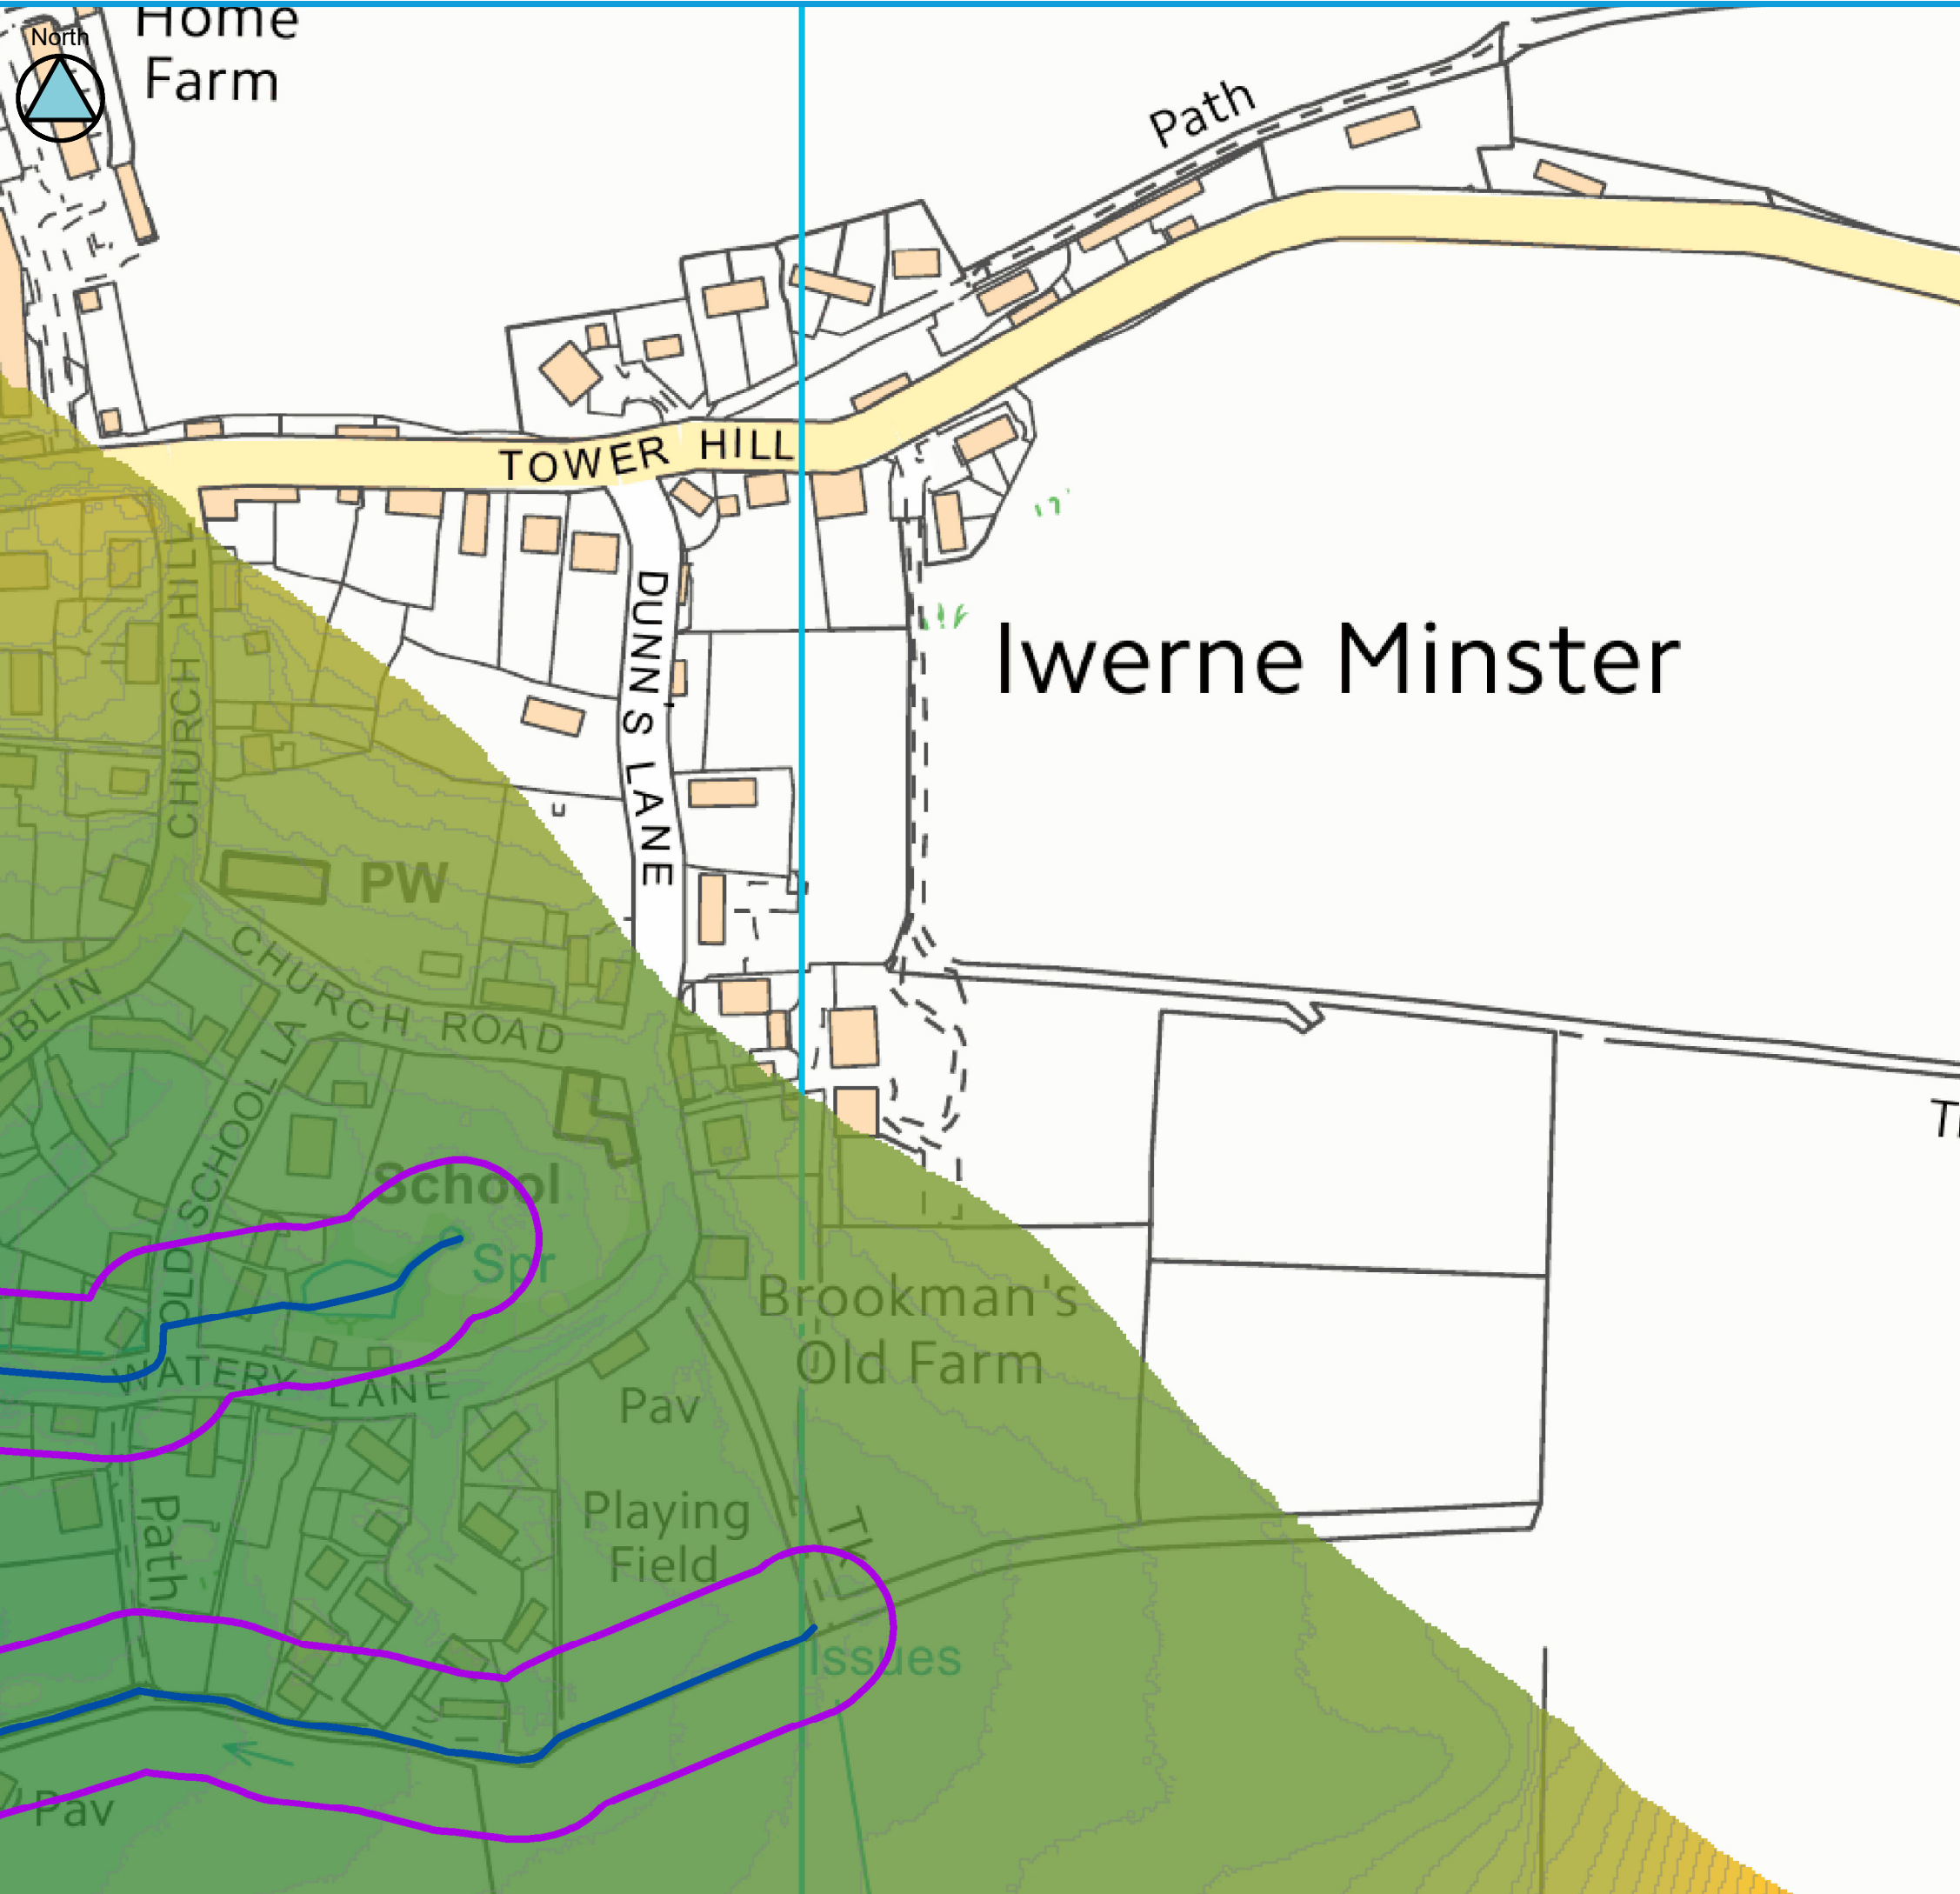 Home
Farm
North
Path
TOWER HILL
CHURCH HILL
DUNN'S LANE
Iwerne Minster
PW
CHURCH ROAD
OLD SCHOOL LA
School
Spr
WATERY LANE
Brookman's
Old Farm
Pav
Path
Playing
Field
TK
Issues
Pav